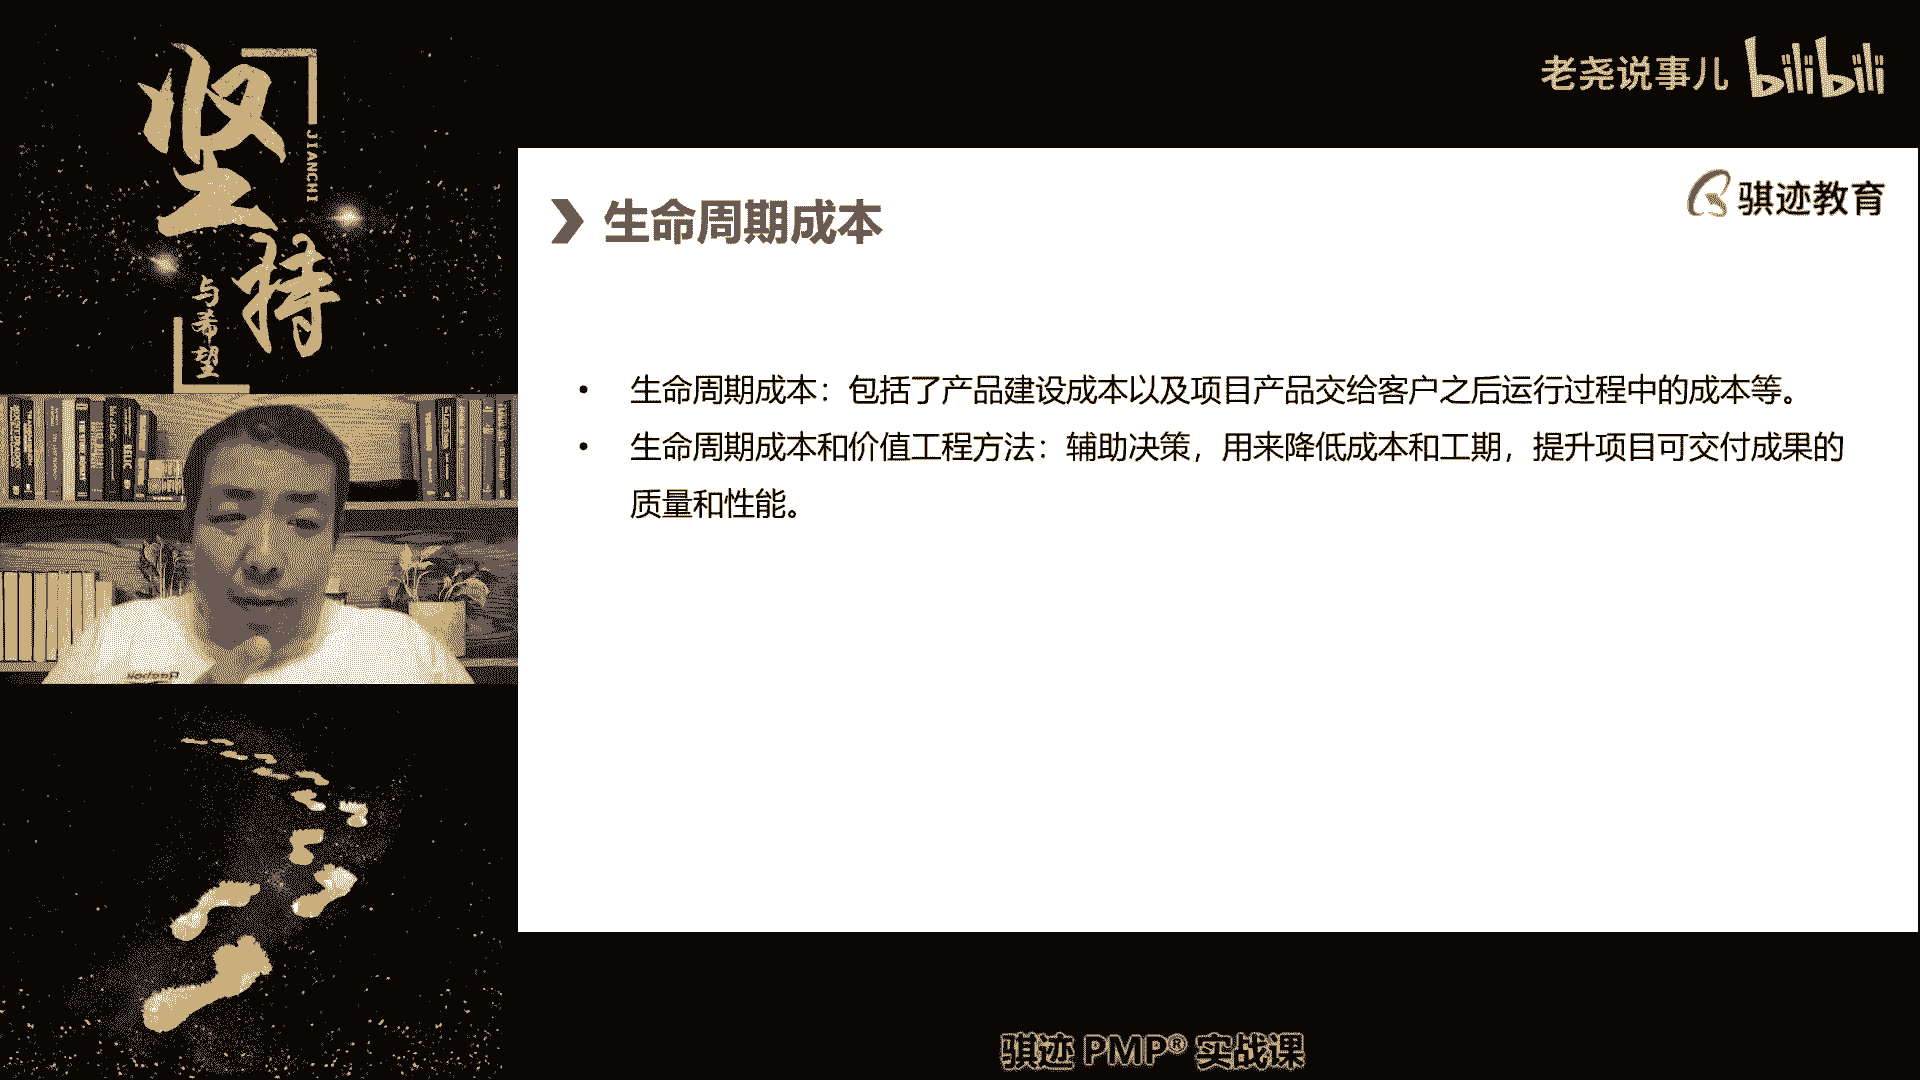 坚持
JIANCHI
与希望
老尧说事儿 bilibili
骐迹教育
生命周期成本
• 生命周期成本：包括了产品建设成本以及项目产品交给客户之后运行过程中的成本等。
• 生命周期成本和价值工程方法：辅助决策，用来降低成本和工期，提升项目可交付成果的
质量和性能。
骐迹 PMP® 实战课